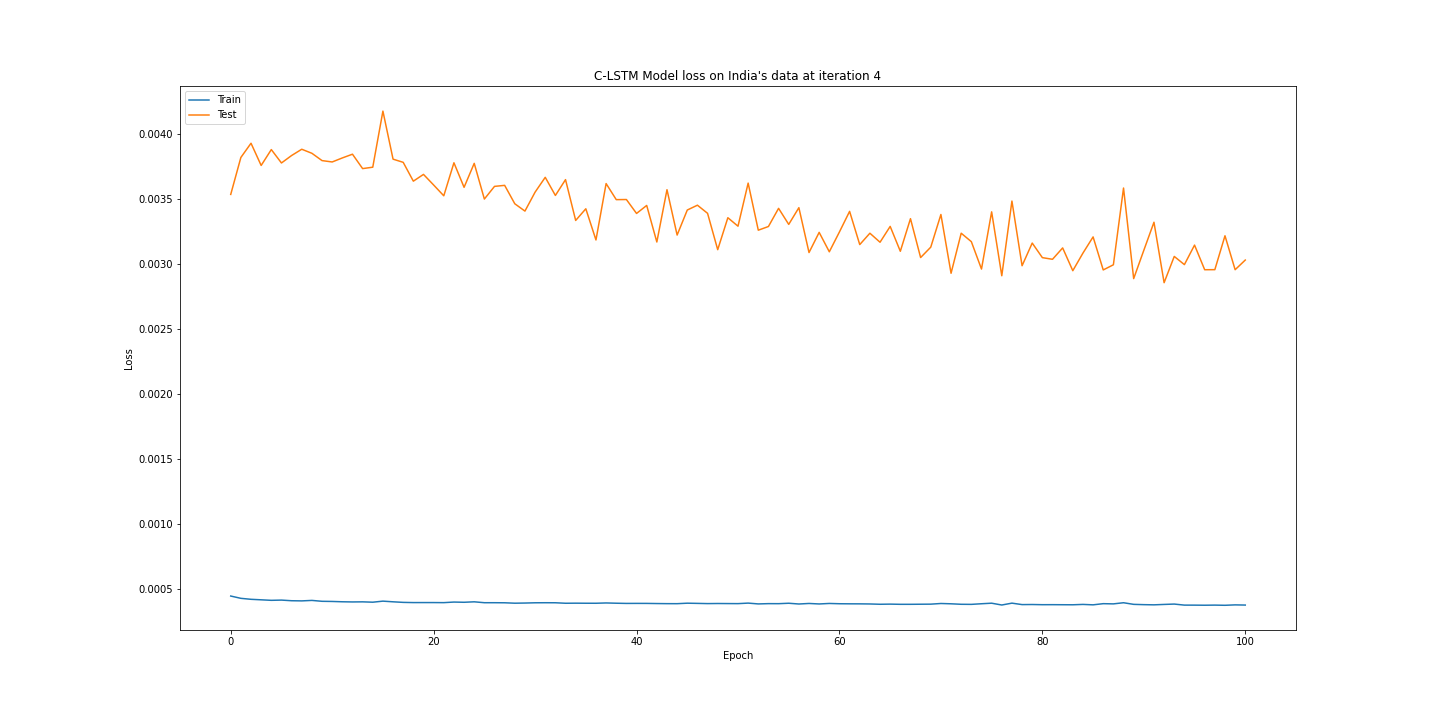 C-LSTM Model loss on India's data at iteration 4
Train
Test
0.0040
0.0035
0.0030
0.0025
0.0020
0.0015
0.0010
0.0005
Loss
0 20 40 60 80 100
Epoch